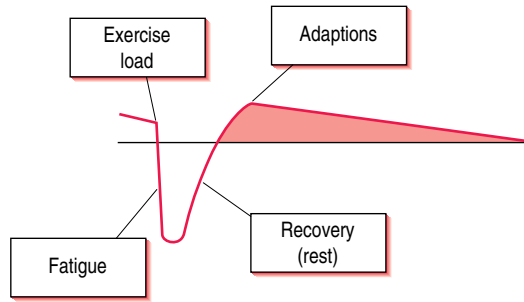 Exercise
load
Adaptions
Fatigue
Recovery
(rest)